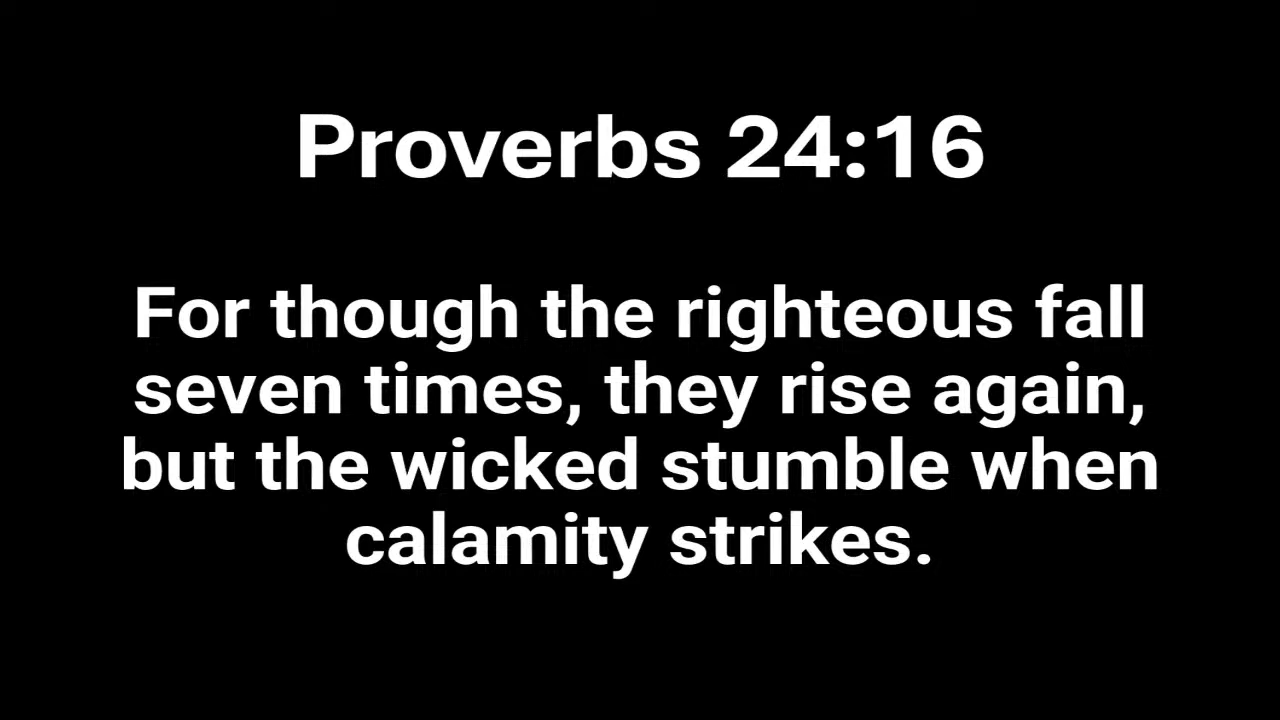 Proverbs 24:16
For though the righteous fall
seven times, they rise again,
but the wicked stumble when
calamity strikes.